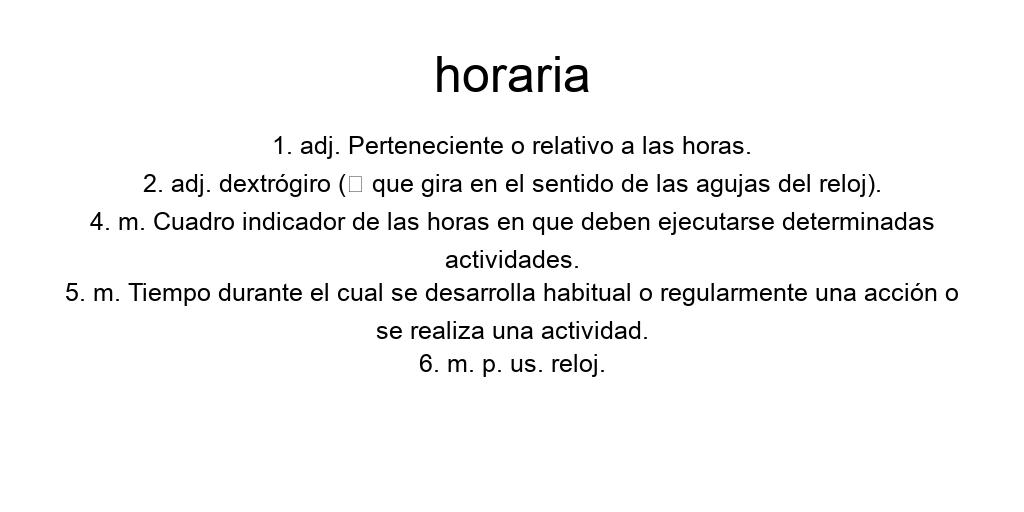 horaria
1. adj. Perteneciente o relativo a las horas.
2. adj. dextrógiro (▯ que gira en el sentido de las agujas del reloj).
4. m. Cuadro indicador de las horas en que deben ejecutarse determinadas
actividades.
5. m. Tiempo durante el cual se desarrolla habitual o regularmente una acción o
se realiza una actividad.
6. m. p. us. reloj.